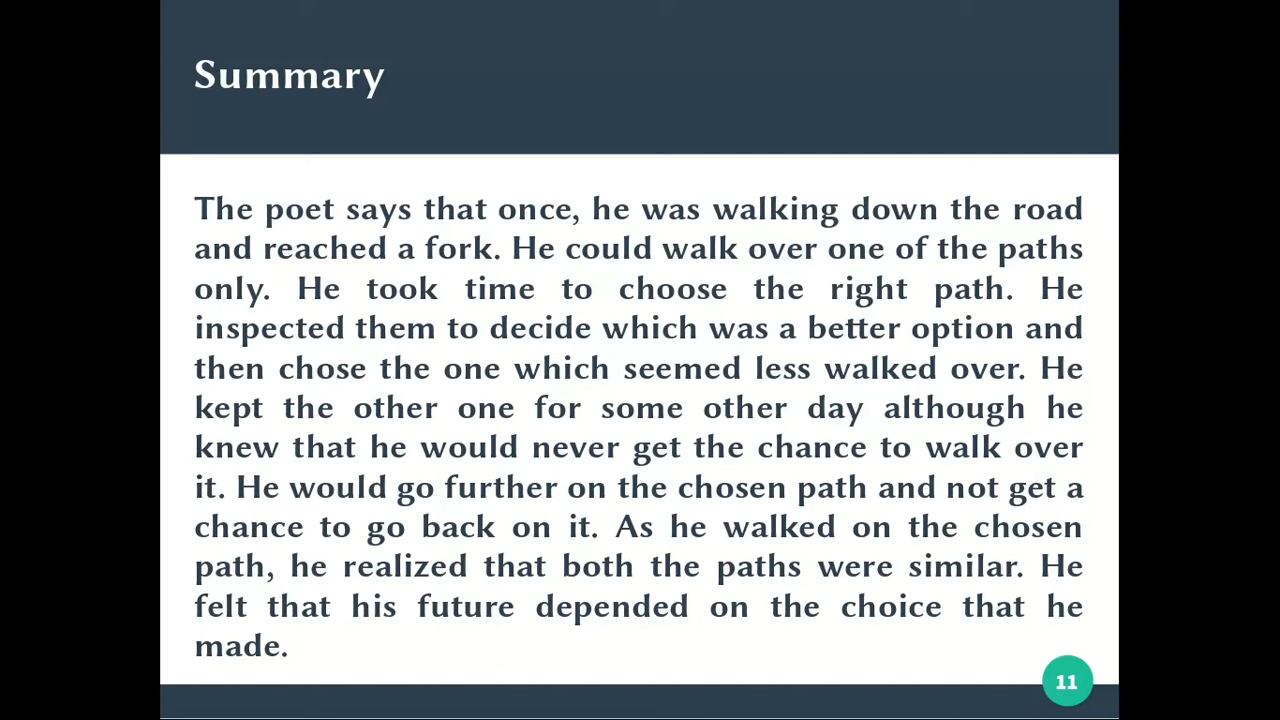 Summary
The poet says that once, he was walking down the road
and reached a fork. He could walk over one of the paths
only. He took time to choose the right path. He
inspected them to decide which was a better option and
then chose the one which seemed less walked over. He
kept the other one for some other day although he
knew that he would never get the chance to walk over
it. He would go further on the chosen path and not get a
chance to go back on it. As he walked on the chosen
path, he realized that both the paths were similar. He
felt that his future depended on the choice that he
made.
11